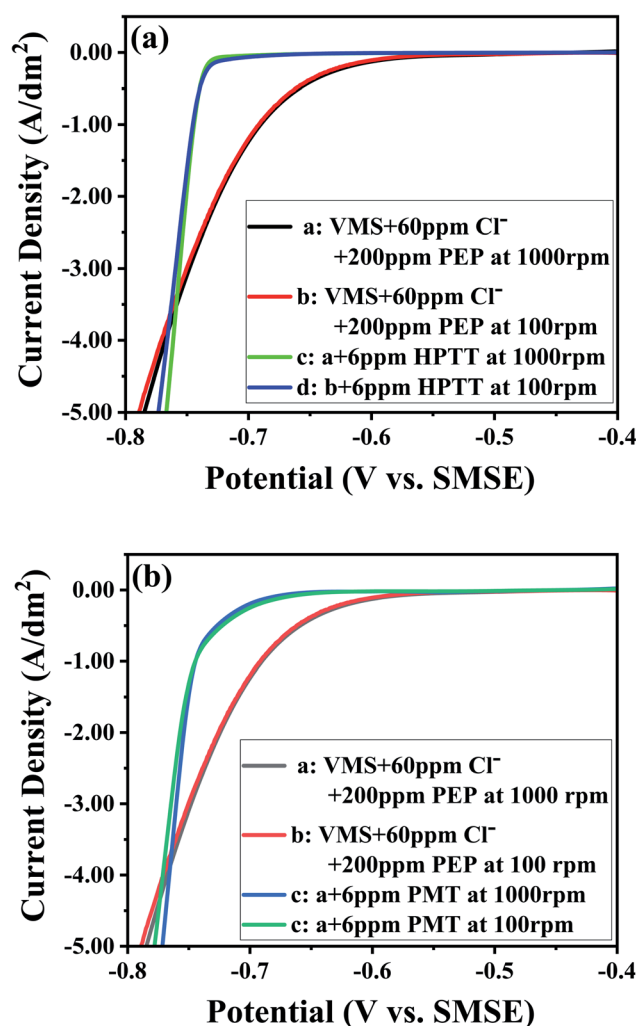 (a)
0.00
-1.00
-2.00
-3.00
-4.00
-5.00
Current Density (A/dm²)
a: VMS+60ppm Cl⁻
+200ppm PEP at 1000rpm
b: VMS+60ppm Cl⁻
+200ppm PEP at 100rpm
c: a+6ppm HPTT at 1000rpm
d: b+6ppm HPTT at 100rpm
-0.8 -0.7 -0.6 -0.5 -0.4
Potential (V vs. SMSE)
(b)
0.00
-1.00
-2.00
-3.00
-4.00
-5.00
Current Density (A/dm²)
a: VMS+60ppm Cl⁻
+200ppm PEP at 1000 rpm
b: VMS+60ppm Cl⁻
+200ppm PEP at 100 rpm
c: a+6ppm PMT at 1000rpm
c: a+6ppm PMT at 100rpm
-0.8 -0.7 -0.6 -0.5 -0.4
Potential (V vs. SMSE)